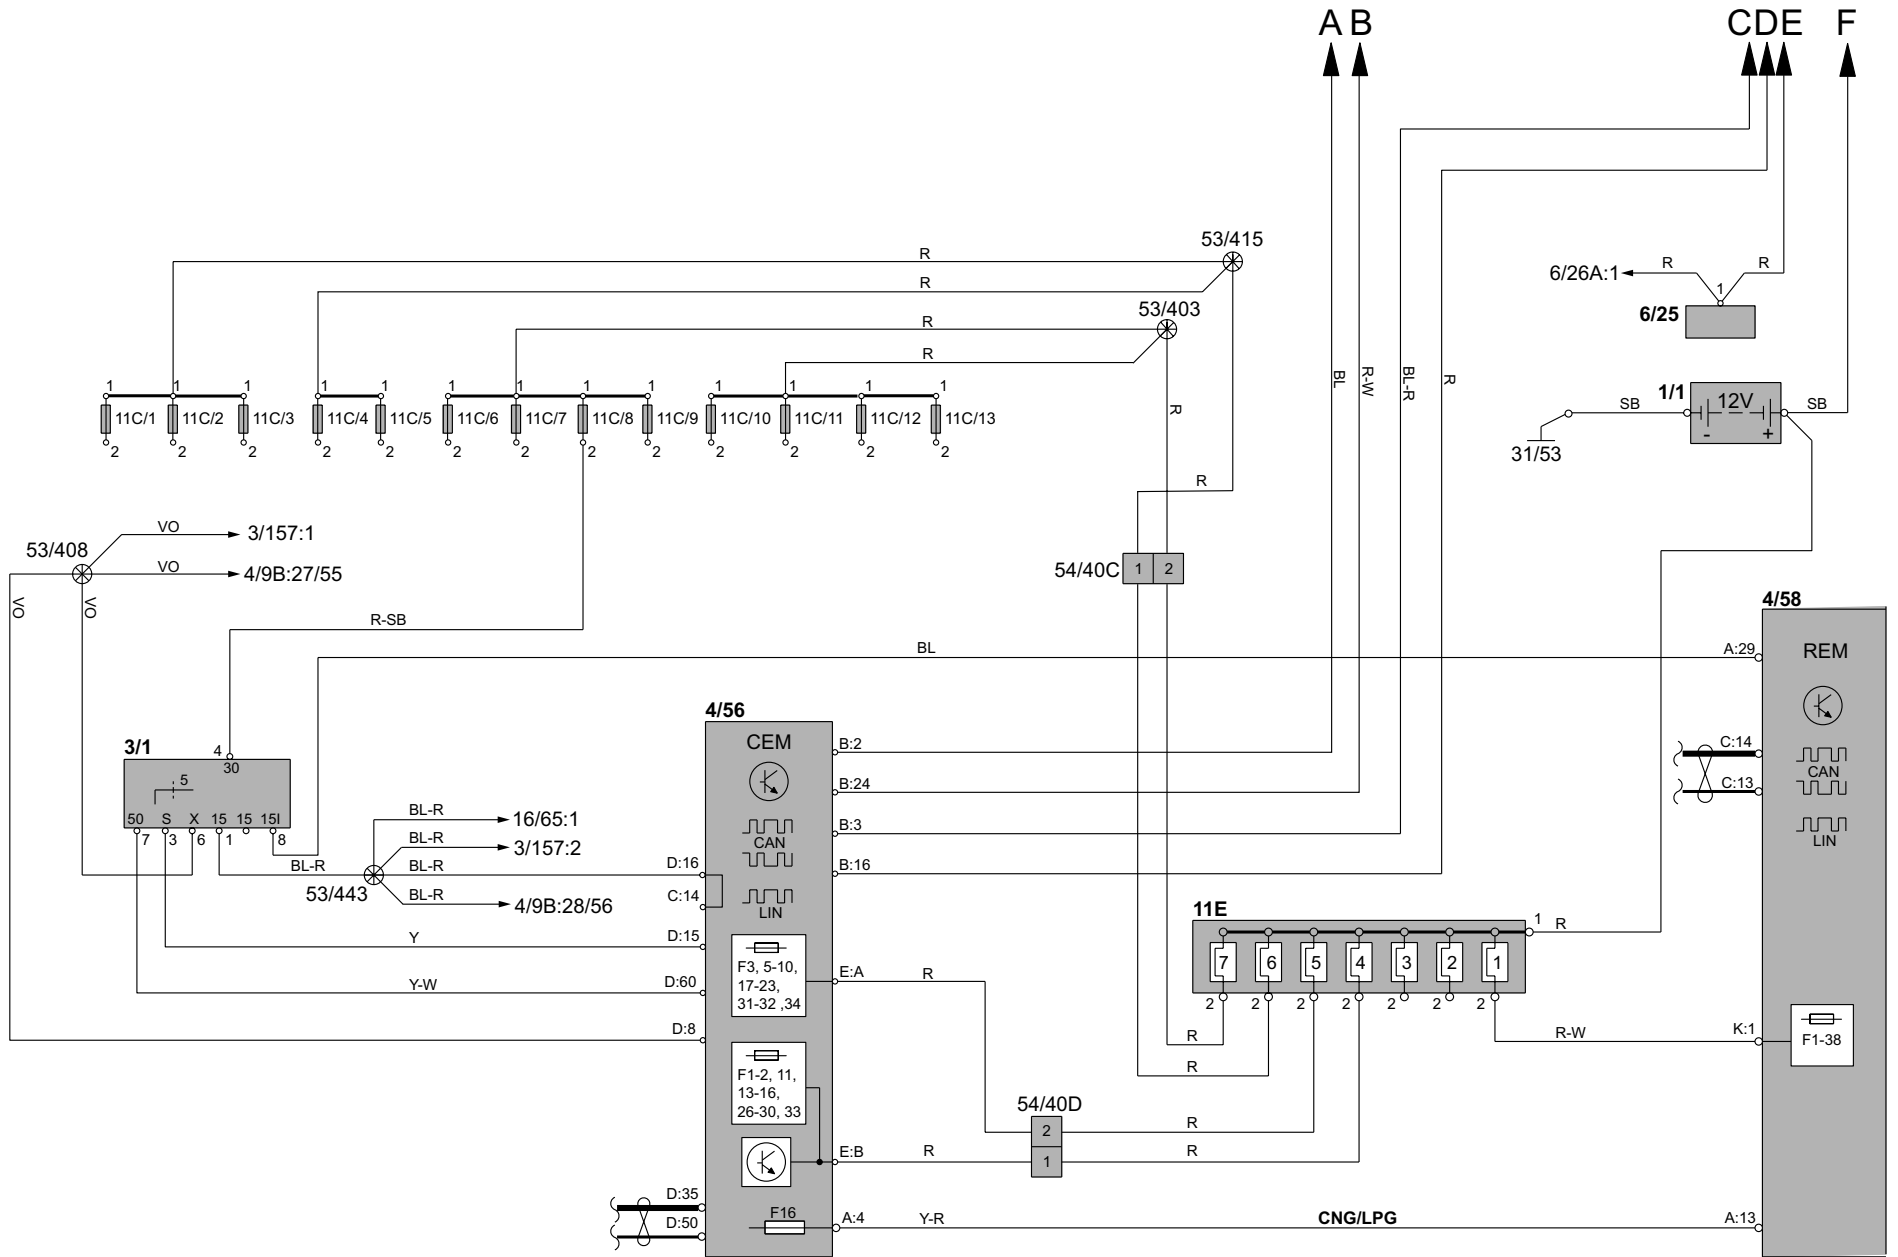 A B
C D E F
53/415
R
R
53/403
R
R
6/26A:1
R
R
1
6/25
BL
R-W
BL-R
R
1 1 1 1 1 1 1 1 1 1 1 1 1
11C/1 11C/2 11C/3 11C/4 11C/5 11C/6 11C/7 11C/8 11C/9 11C/10 11C/11 11C/12 11C/13
2 2 2 2 2 2 2 2 2 2 2 2 2
R
1/1
12V
- +
SB
SB
31/53
R
VO
3/157:1
53/408
VO
4/9B:27/55
VO
VO
54/40C
1 2
R-SB
4/58
BL
A:29
REM
4/56
CEM
3/1
4
30
5
50 S X 15 15 15I
7 3 6 1 8
B:2
B:24
B:3
B:16
C:14
CAN
C:13
LIN
BL-R
16/65:1
BL-R
3/157:2
BL-R
BL-R
D:16
53/443
BL-R
4/9B:28/56
C:14
CAN
LIN
11E
1
R
7 6 5 4 3 2 1
2 2 2 2 2 2 2
Y
D:15
F3, 5-10,
17-23,
31-32 ,34
E:A
R
Y-W
D:60
D:8
R
R
R-W
K:1
F1-38
F1-2, 11,
13-16,
26-30, 33
54/40D
2
1
R
R
E:B
R
D:35
D:50
F16
A:4
Y-R
CNG/LPG
A:13